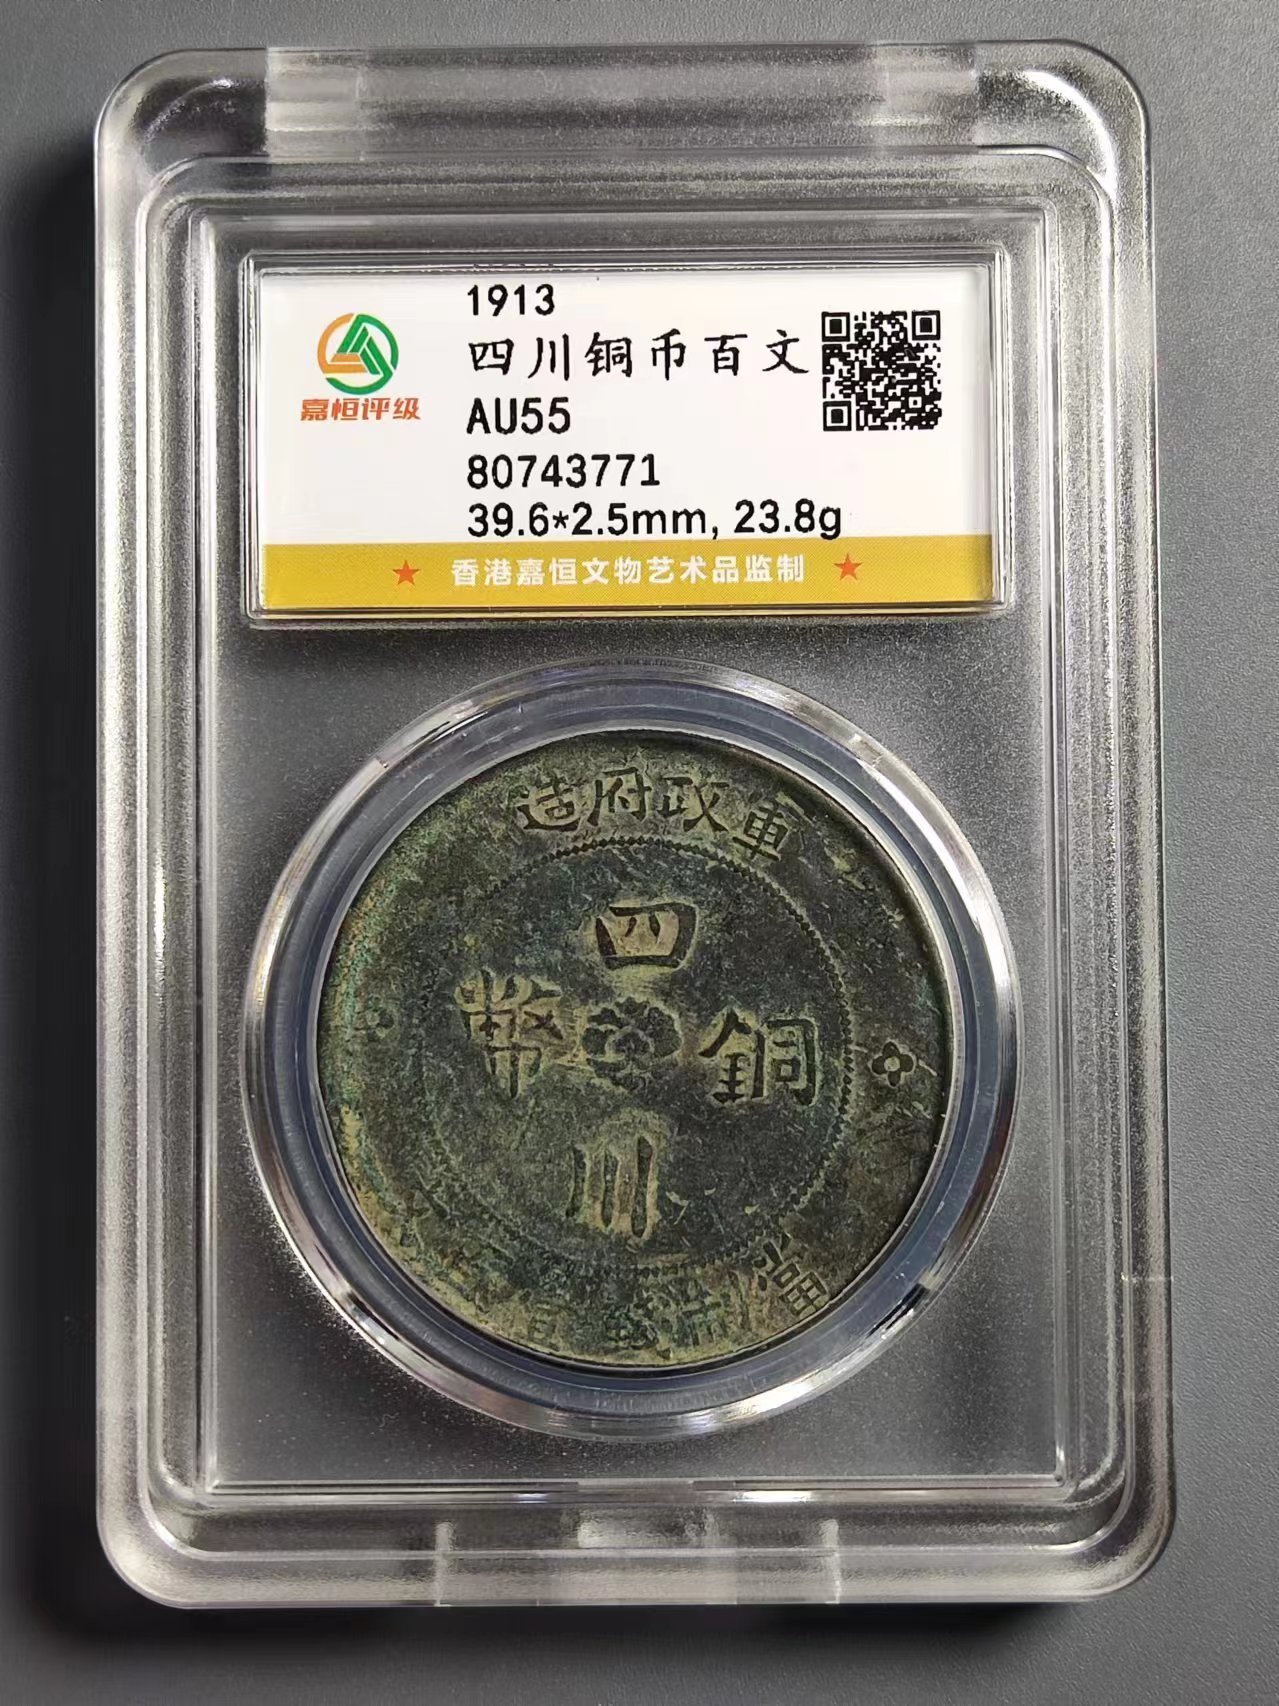 1913
四川铜币百文
嘉恒评级
AU55
80743771
39.6*2.5mm, 23.8g
★ 香港嘉恒文物艺术品监制 ★
造府政軍
四
幣 銅
川
當